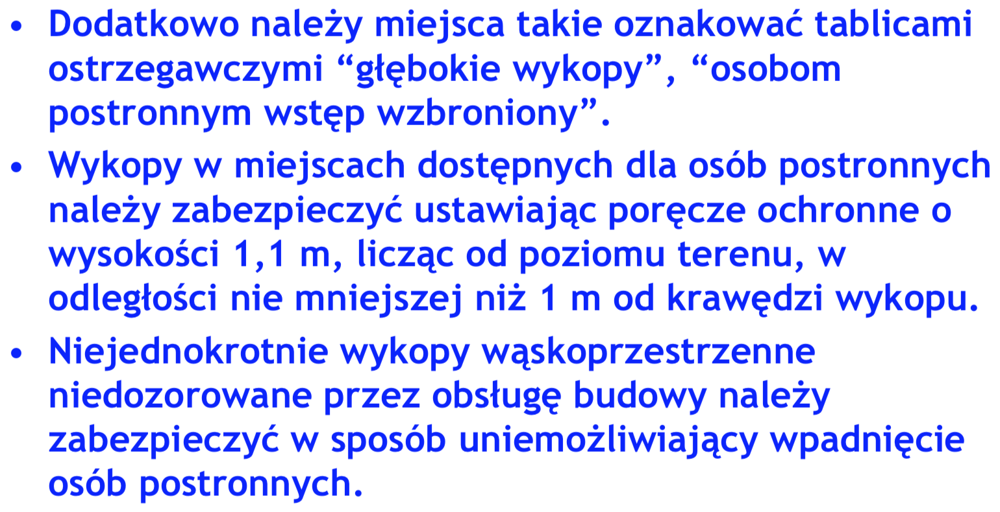 • Dodatkowo należy miejsca takie oznakować tablicami
ostrzegawczymi “głębokie wykopy”, “osobom
postronnym wstęp wzbroniony”.
• Wykopy w miejscach dostępnych dla osób postronnych
należy zabezpieczyć ustawiając poręcze ochronne o
wysokości 1,1 m, licząc od poziomu terenu, w
odległości nie mniejszej niż 1 m od krawędzi wykopu.
• Niejednokrotnie wykopy wąskoprzestrzenne
niedozorowane przez obsługę budowy należy
zabezpieczyć w sposób uniemożliwiający wpadnięcie
osób postronnych.